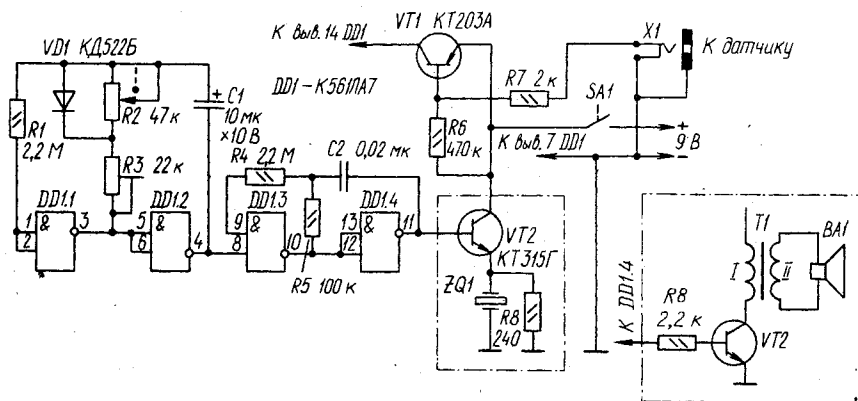 К выв. 14 DD1
VT1 КТ203А
X1
К датчику
VD1 КД522Б
DD1 – К561ЛА7
R7 2 к
SA1
R1
2,2 М
R2 47 к
+
C1
10 мк
×10 В
R6
470 к
К выв. 7 DD1
+
9 В
–
R3 22 к
R4 2,2 М
C2 0,02 мк
DD1.1
&
1
2
3
DD1.2
&
5
6
4
DD1.3
&
9
8
10
DD1.4
&
13
12
11
R5 100 к
VT2
КТ315Г
ZQ1
R8
240
T1
I
II
BA1
К DD1.4
R8
2,2 к
VT2